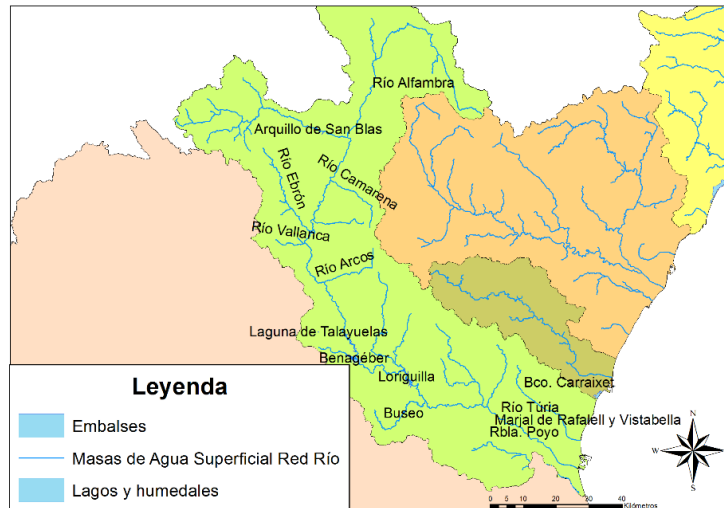 Río Alfambra
Arquillo de San Blas
Río Ebrón
Río Camarena
Río Vallanca
Río Arcos
Laguna de Talayuelas
Benagéber
Loriguilla
Bco. Carraixet
Buseo
Río Túria
Marjal de Rafalell y Vistabella
Rbla. Poyo
Leyenda
Embalses
Masas de Agua Superficial Red Río
Lagos y humedales
N
W
E
S
0 5 10 20 30 40
Kilómetros